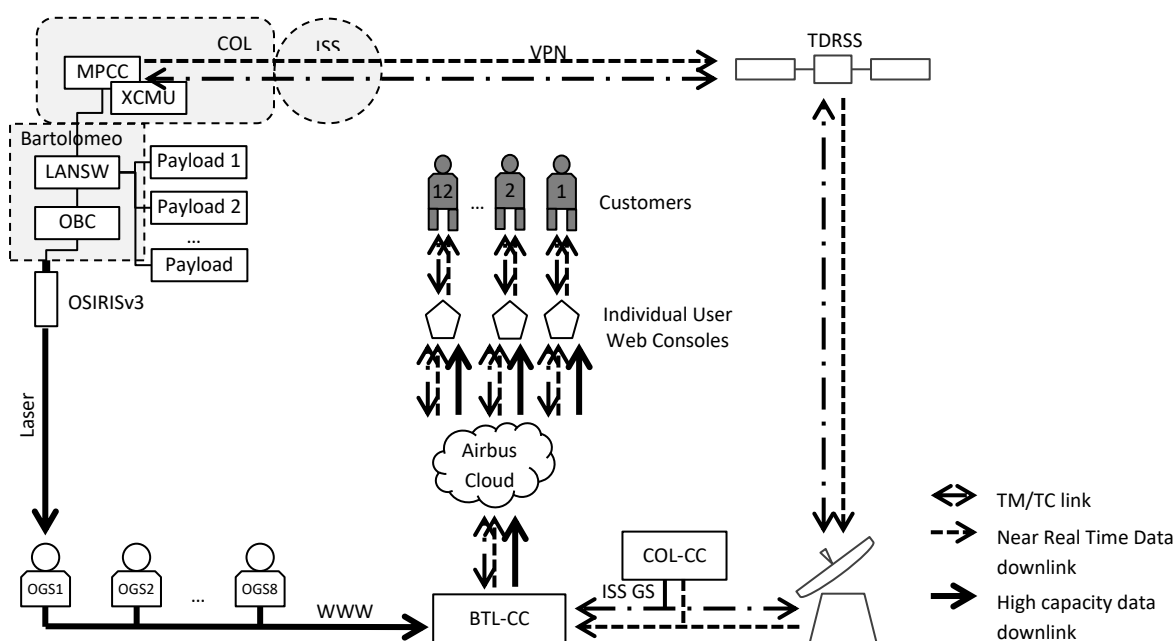 COL
ISS
VPN
TDRSS
MPCC
XCMU
Bartolomeo
LANSW
Payload 1
Payload 2
OBC
...
Payload
OSIRISv3
12
...
2
1
Customers
Individual User
Web Consoles
Laser
Airbus
Cloud
TM/TC link
Near Real Time Data
downlink
High capacity data
downlink
OGS1
OGS2
...
OGS8
WWW
BTL-CC
COL-CC
ISS GS